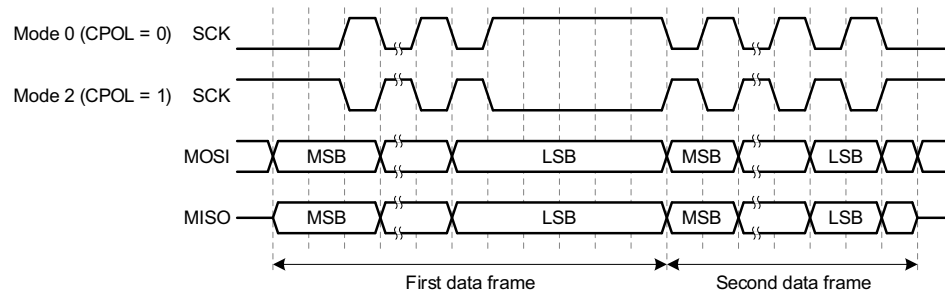 Mode 0 (CPOL = 0) SCK
Mode 2 (CPOL = 1) SCK
MOSI MSB LSB MSB LSB
MISO MSB LSB MSB LSB
First data frame Second data frame